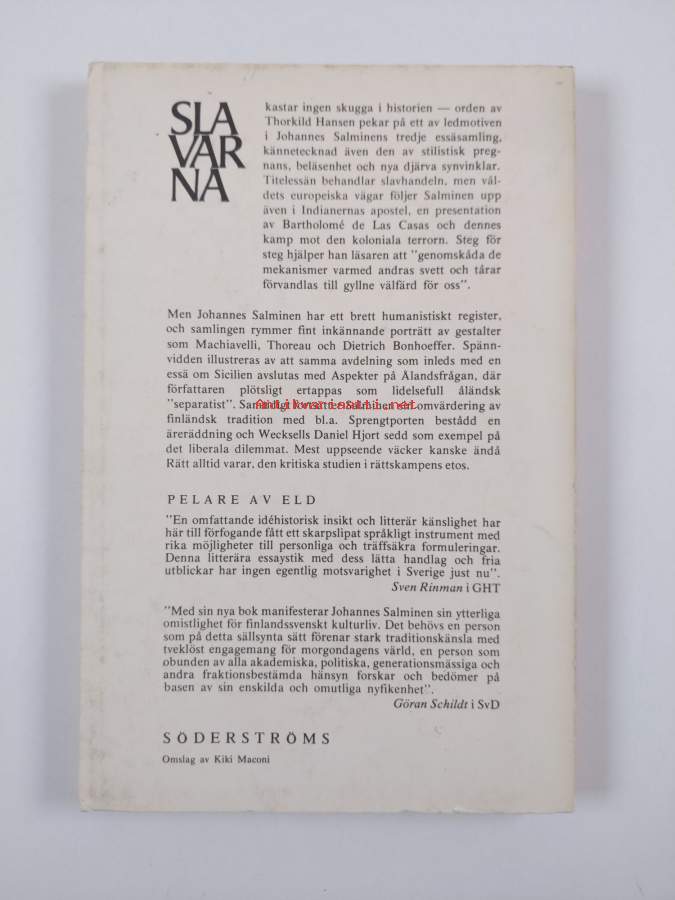 SLA
VAR
NA
kastar ingen skugga i historien — orden av
Thorkild Hansen pekar på ett av ledmotiven
i Johannes Salminens tredje essäsamling,
kännetecknad även den av stilistisk preg-
nans, beläsenhet och nya djärva synvinklar.
Titelessän behandlar slavhandeln, men vål-
dets europeiska vägar följer Salminen upp
även i Indianernas apostel, en presentation
av Bartholomé de Las Casas och dennes
kamp mot den koloniala terrorn. Steg för
steg hjälper han läsaren att "genomskåda de
mekanismer varmed andras svett och tårar
förvandlas till gyllne välfärd för oss".
Men Johannes Salminen har ett brett humanistiskt register,
och samlingen rymmer fint inkännande porträtt av gestalter
som Machiavelli, Thoreau och Dietrich Bonhoeffer. Spänn-
vidden illustreras av att samma avdelning som inleds med en
essä om Sicilien avslutas med Aspekter på Ålandsfrågan, där
författaren plötsligt ertappas som lidelsefull åländsk
"separatist". Samtidigt fortsätter Salminen sin omvärdering av
finländsk tradition med bl.a. Sprengtporten bestådd en
äreräddning och Wecksells Daniel Hjort sedd som exempel på
det liberala dilemmat. Mest uppseende väcker kanske ändå
Rätt alltid varar, den kritiska studien i rättskampens etos.
PELARE AV ELD
"En omfattande idéhistorisk insikt och litterär känslighet har
här till förfogande fått ett skarpslipat språkligt instrument med
rika möjligheter till personliga och träffsäkra formuleringar.
Denna litterära essaystik med dess lätta handlag och fria
utblickar har ingen egentlig motsvarighet i Sverige just nu".
Sven Rinman i GHT
"Med sin nya bok manifesterar Johannes Salminen sin ytterliga
omistlighet för finlandssvenskt kulturliv. Det behövs en person
som på detta sällsynta sätt förenar stark traditionskänsla med
tveklöst engagemang för morgondagens värld, en person som
obunden av alla akademiska, politiska, generationsmässiga och
andra fraktionsbestämda hänsyn forskar och bedömer på
basen av sin enskilda och omutliga nyfikenhet".
Göran Schildt i SvD
SÖDERSTRÖMS
Omslag av Kiki Maconi